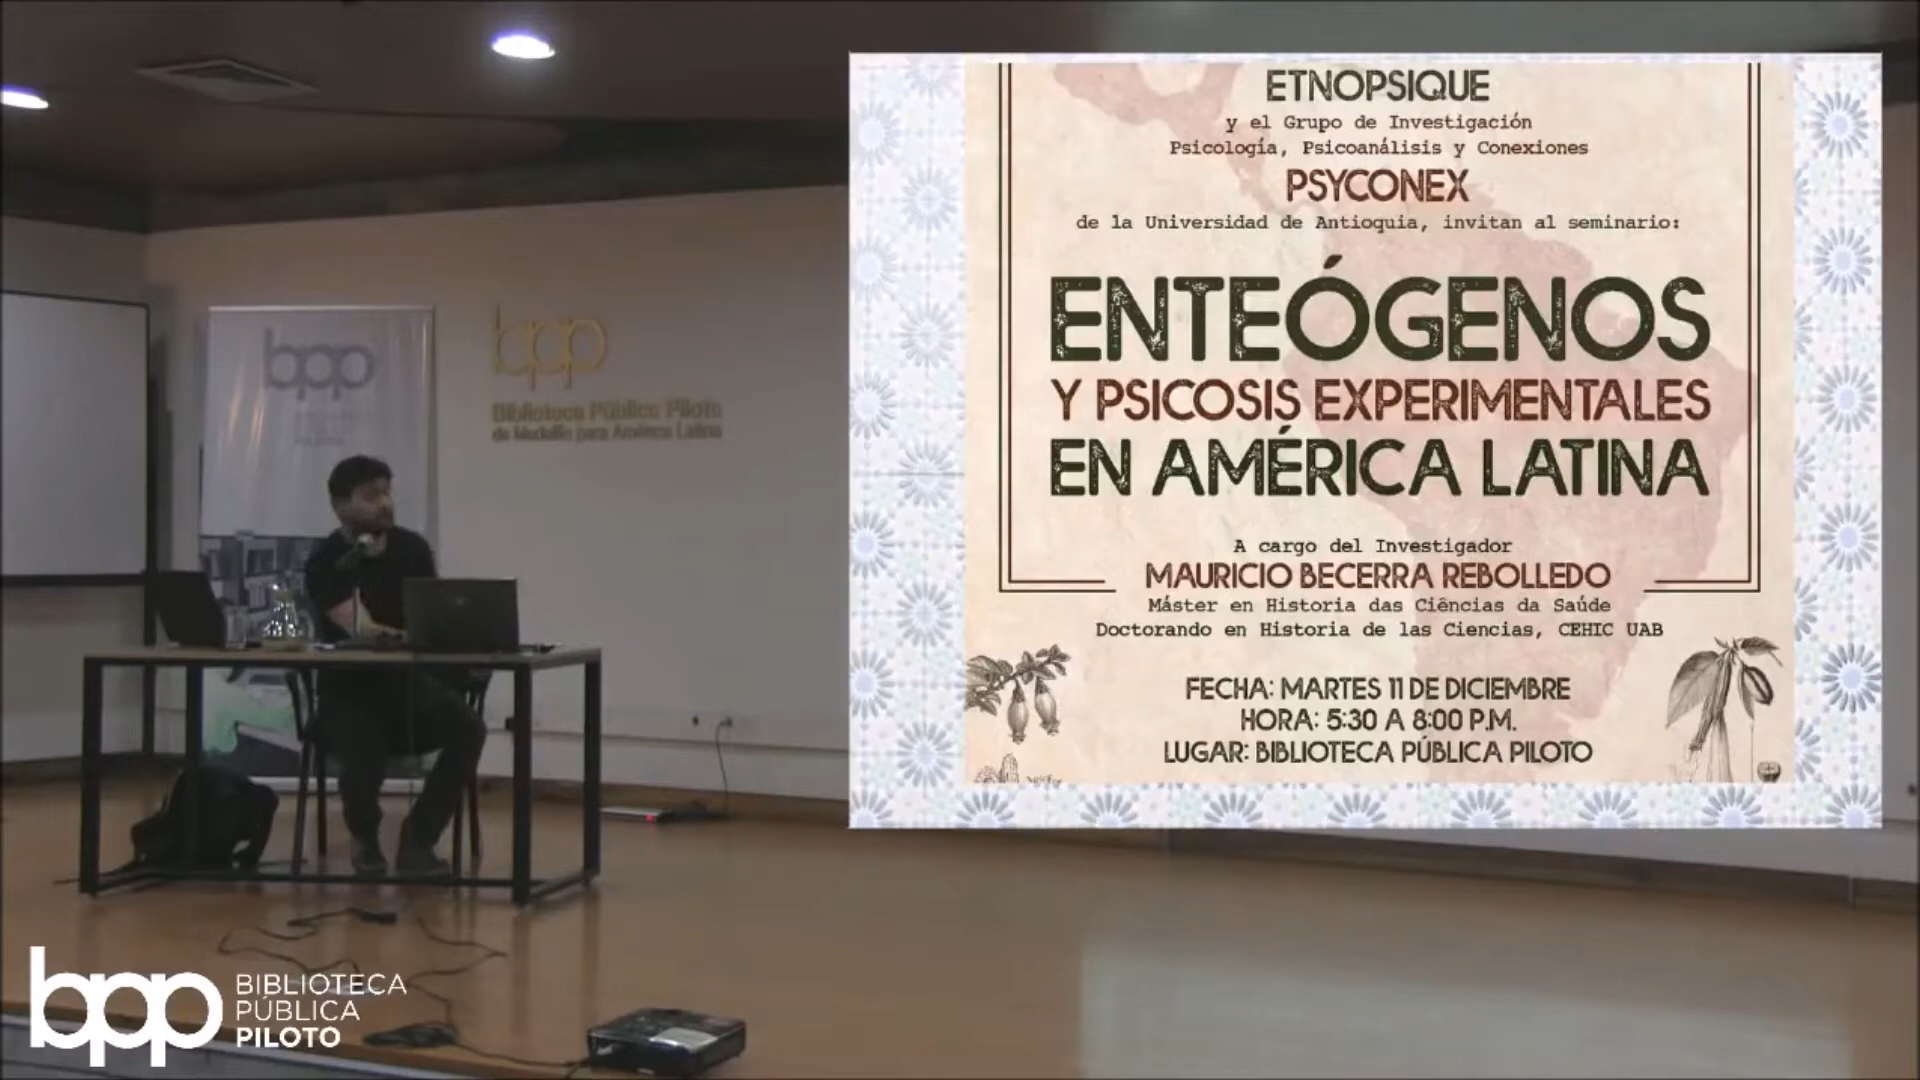 ETNOPSIQUE
y el Grupo de Investigación
Psicología, Psicoanálisis y Conexiones
PSYCONEX
de la Universidad de Antioquia, invitan al seminario:
ENTEÓGENOS
Y PSICOSIS EXPERIMENTALES
EN AMÉRICA LATINA
A cargo del Investigador
MAURICIO BECERRA REBOLLEDO
Máster en Historia das Ciências da Saúde
Doctorando en Historia de las Ciencias, CEHIC UAB
FECHA: MARTES 11 DE DICIEMBRE
HORA: 5:30 A 8:00 P.M.
LUGAR: BIBLIOTECA PÚBLICA PILOTO
bpp
bpp
Biblioteca Pública Piloto
de Medellín para América Latina
bpp
BIBLIOTECA
PÚBLICA
PILOTO